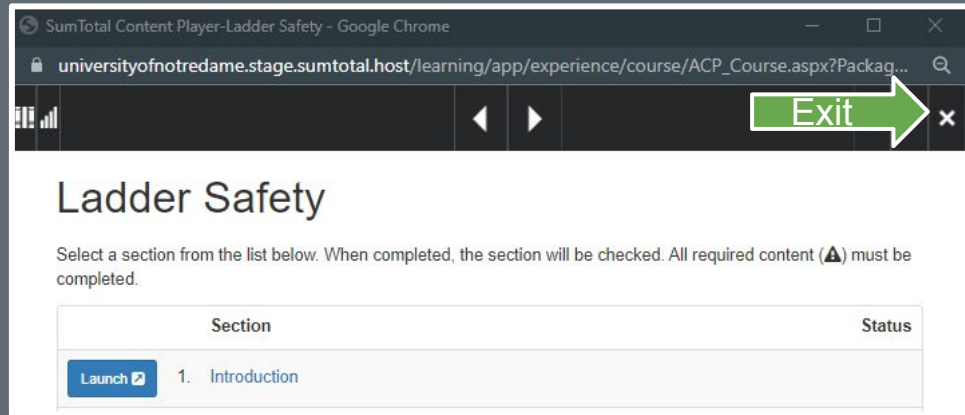 SumTotal Content Player-Ladder Safety - Google Chrome
universityofnotredame.stage.sumtotal.host/learning/app/experience/course/ACP_Course.aspx?Packag...
Exit
Ladder Safety
Select a section from the list below. When completed, the section will be checked. All required content (⚠) must be
completed.
Section Status
Launch 1. Introduction